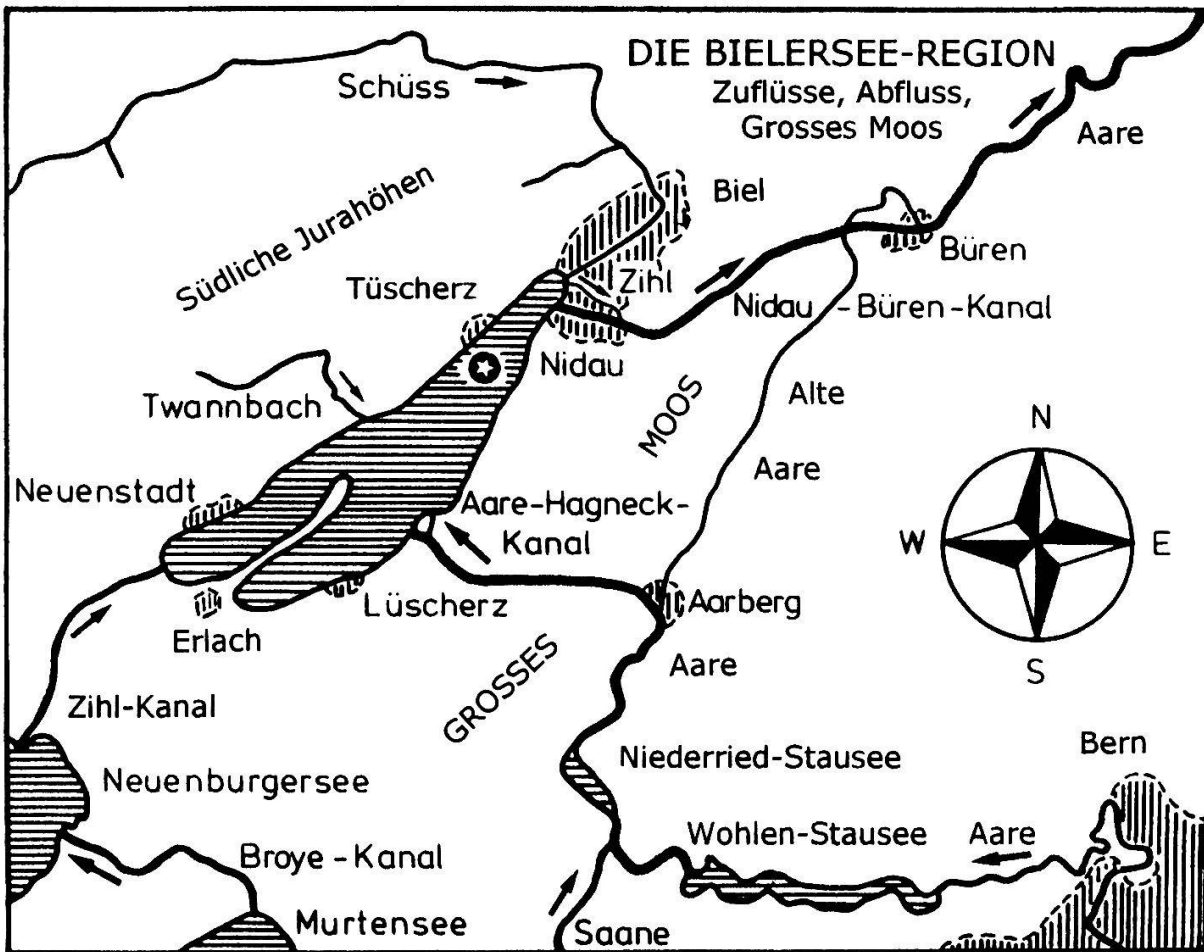 DIE BIELERSEE-REGION
Zuflüsse, Abfluss,
Grosses Moos
Schüss
Aare
Biel
Südliche Jurahöhen
Büren
Zihl
Tüscherz
Nidau-Büren-Kanal
Nidau
Twannbach
Alte
Aare
MOOS
N
Neuenstadt
Aare-Hagneck-
Kanal
W
E
Lüscherz
Aarberg
Erlach
Aare
S
GROSSES
Zihl-Kanal
Niederried-Stausee
Bern
Neuenburgersee
Wohlen-Stausee
Aare
Broye-Kanal
Murtensee
Saane